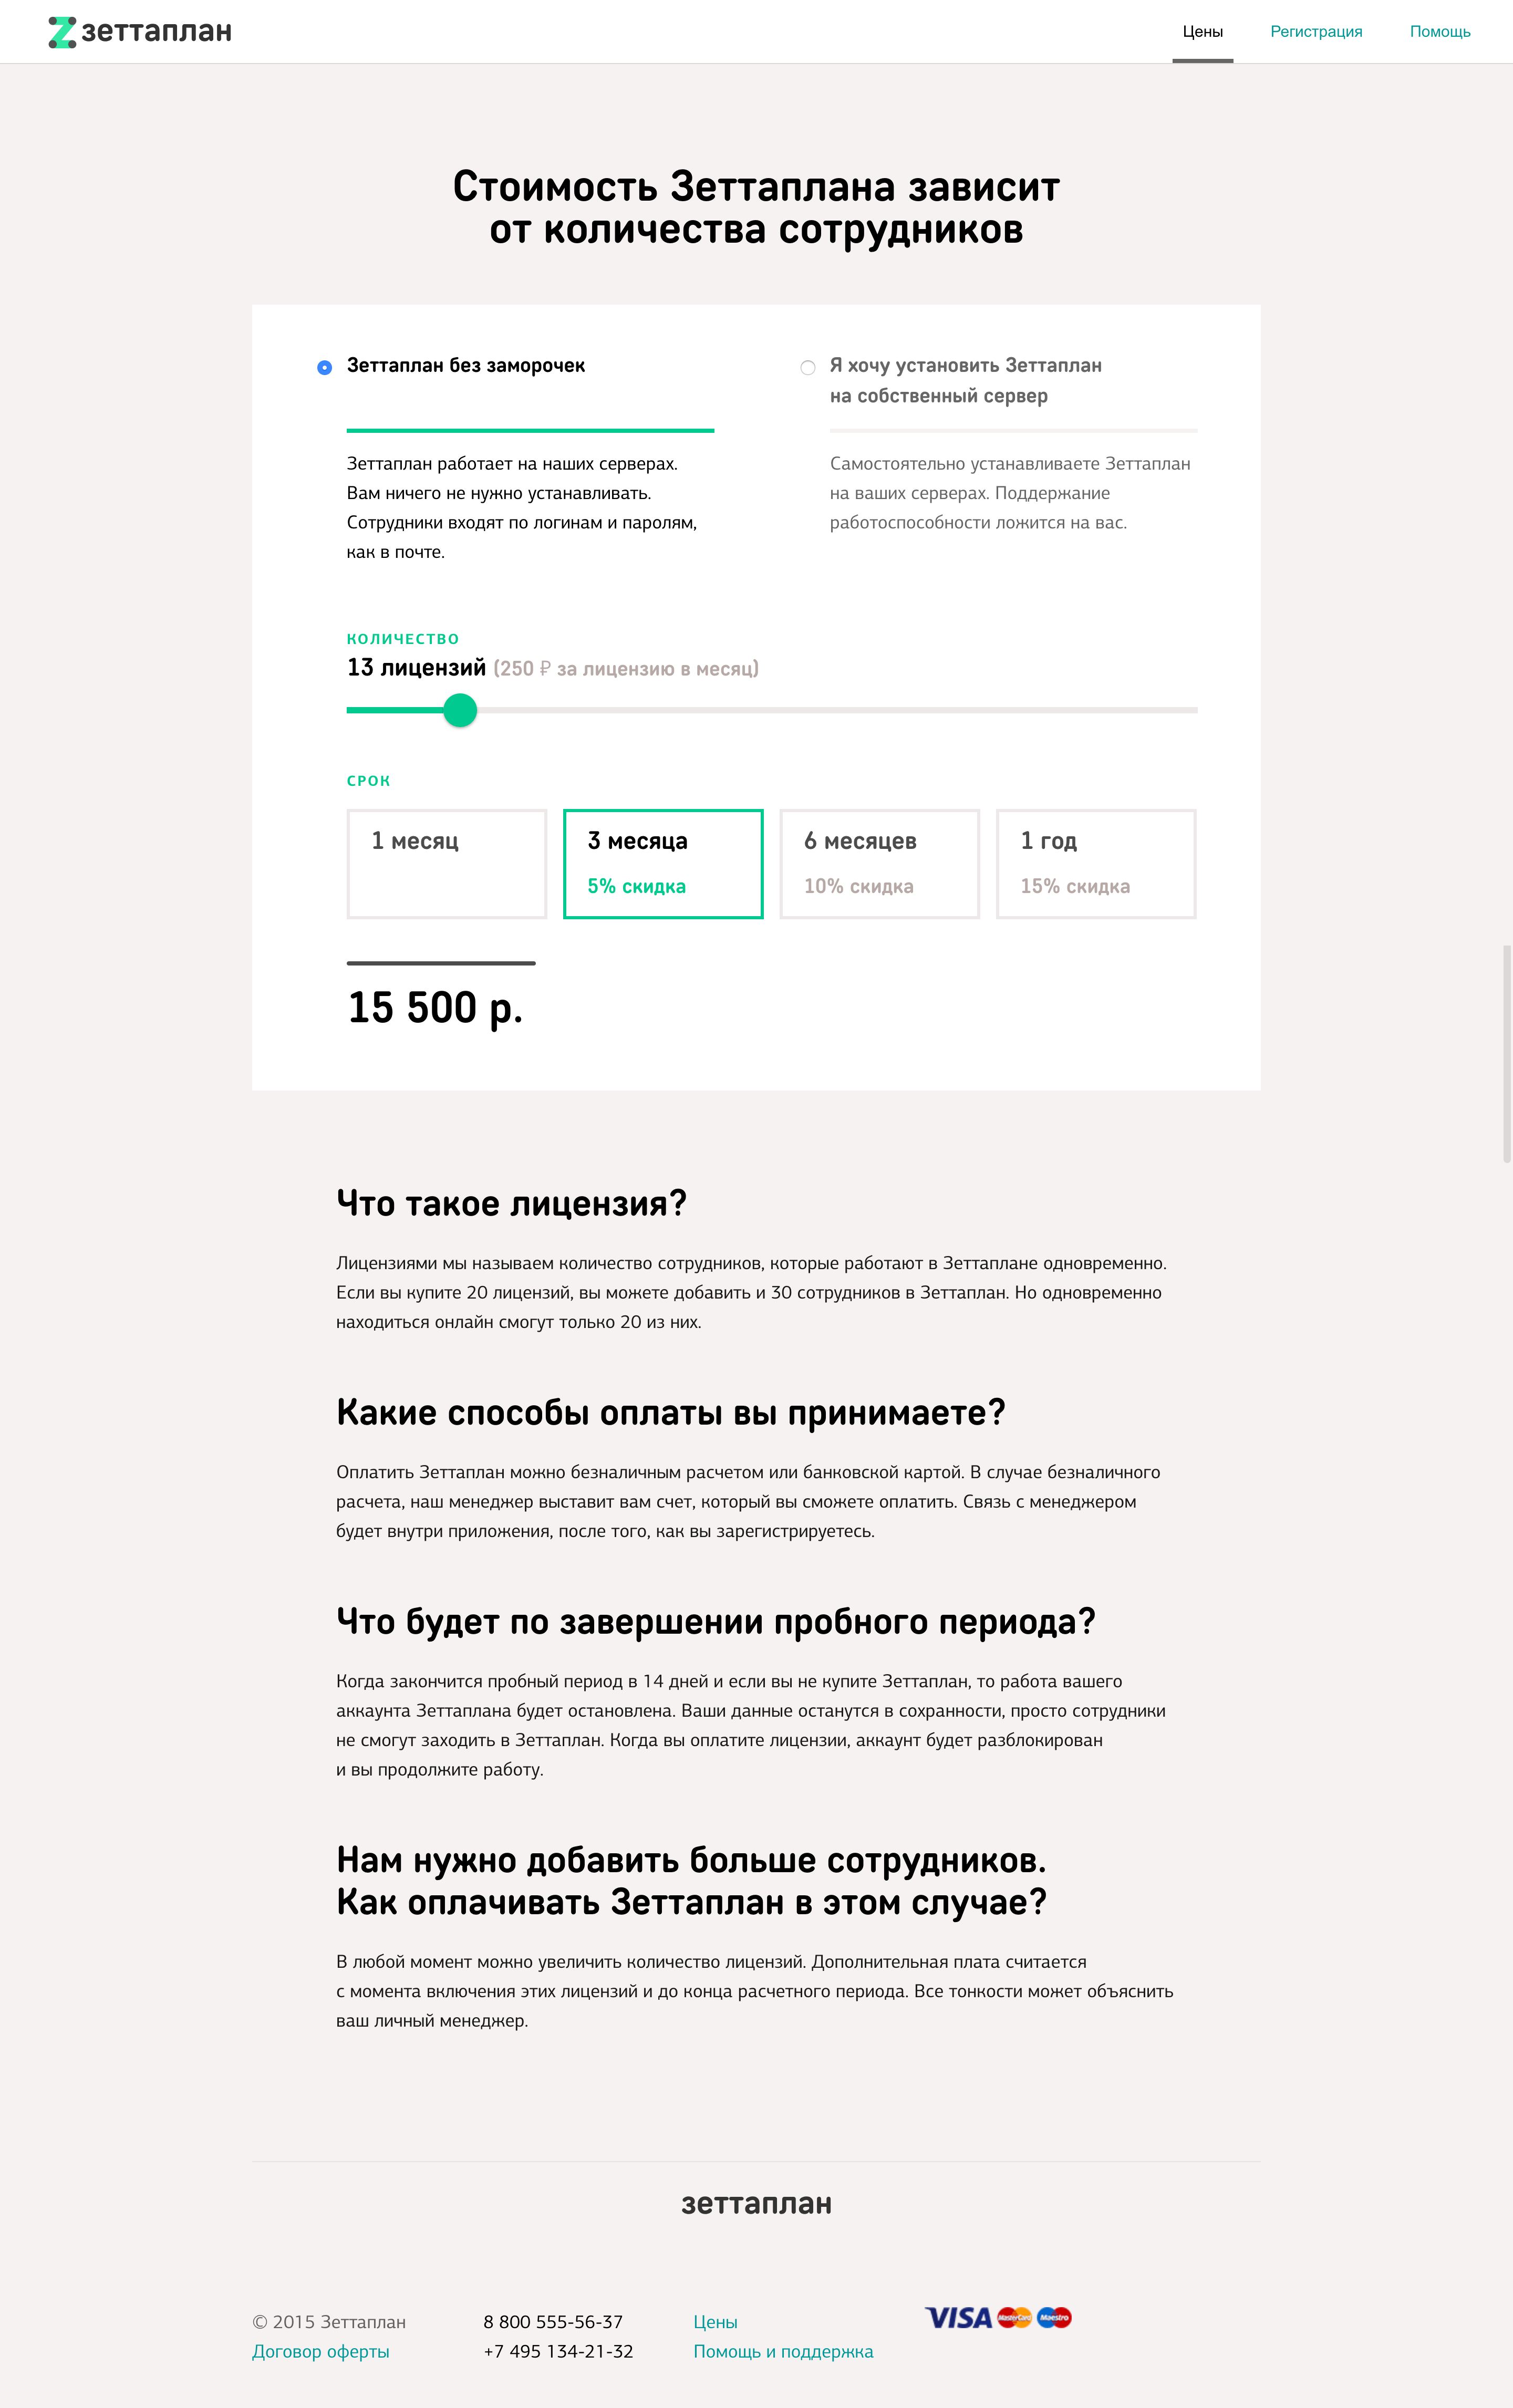 зеттаплан
Цены
Регистрация
Помощь
Стоимость Зеттаплана зависит
от количества сотрудников
Зеттаплан без заморочек
Зеттаплан работает на наших серверах.
Вам ничего не нужно устанавливать.
Сотрудники входят по логинам и паролям,
как в почте.
Я хочу установить Зеттаплан
на собственный сервер
Самостоятельно устанавливаете Зеттаплан
на ваших серверах. Поддержание
работоспособности ложится на вас.
КОЛИЧЕСТВО
13 лицензий (250 ₽ за лицензию в месяц)
СРОК
1 месяц
3 месяца
5% скидка
6 месяцев
10% скидка
1 год
15% скидка
15 500 р.
Что такое лицензия?
Лицензиями мы называем количество сотрудников, которые работают в Зеттаплане одновременно.
Если вы купите 20 лицензий, вы можете добавить и 30 сотрудников в Зеттаплан. Но одновременно
находиться онлайн смогут только 20 из них.
Какие способы оплаты вы принимаете?
Оплатить Зеттаплан можно безналичным расчетом или банковской картой. В случае безналичного
расчета, наш менеджер выставит вам счет, который вы сможете оплатить. Связь с менеджером
будет внутри приложения, после того, как вы зарегистрируетесь.
Что будет по завершении пробного периода?
Когда закончится пробный период в 14 дней и если вы не купите Зеттаплан, то работа вашего
аккаунта Зеттаплана будет остановлена. Ваши данные останутся в сохранности, просто сотрудники
не смогут заходить в Зеттаплан. Когда вы оплатите лицензии, аккаунт будет разблокирован
и вы продолжите работу.
Нам нужно добавить больше сотрудников.
Как оплачивать Зеттаплан в этом случае?
В любой момент можно увеличить количество лицензий. Дополнительная плата считается
с момента включения этих лицензий и до конца расчетного периода. Все тонкости может объяснить
ваш личный менеджер.
зеттаплан
© 2015 Зеттаплан
Договор оферты
8 800 555-56-37
+7 495 134-21-32
Цены
Помощь и поддержка
VISA MasterCard Maestro